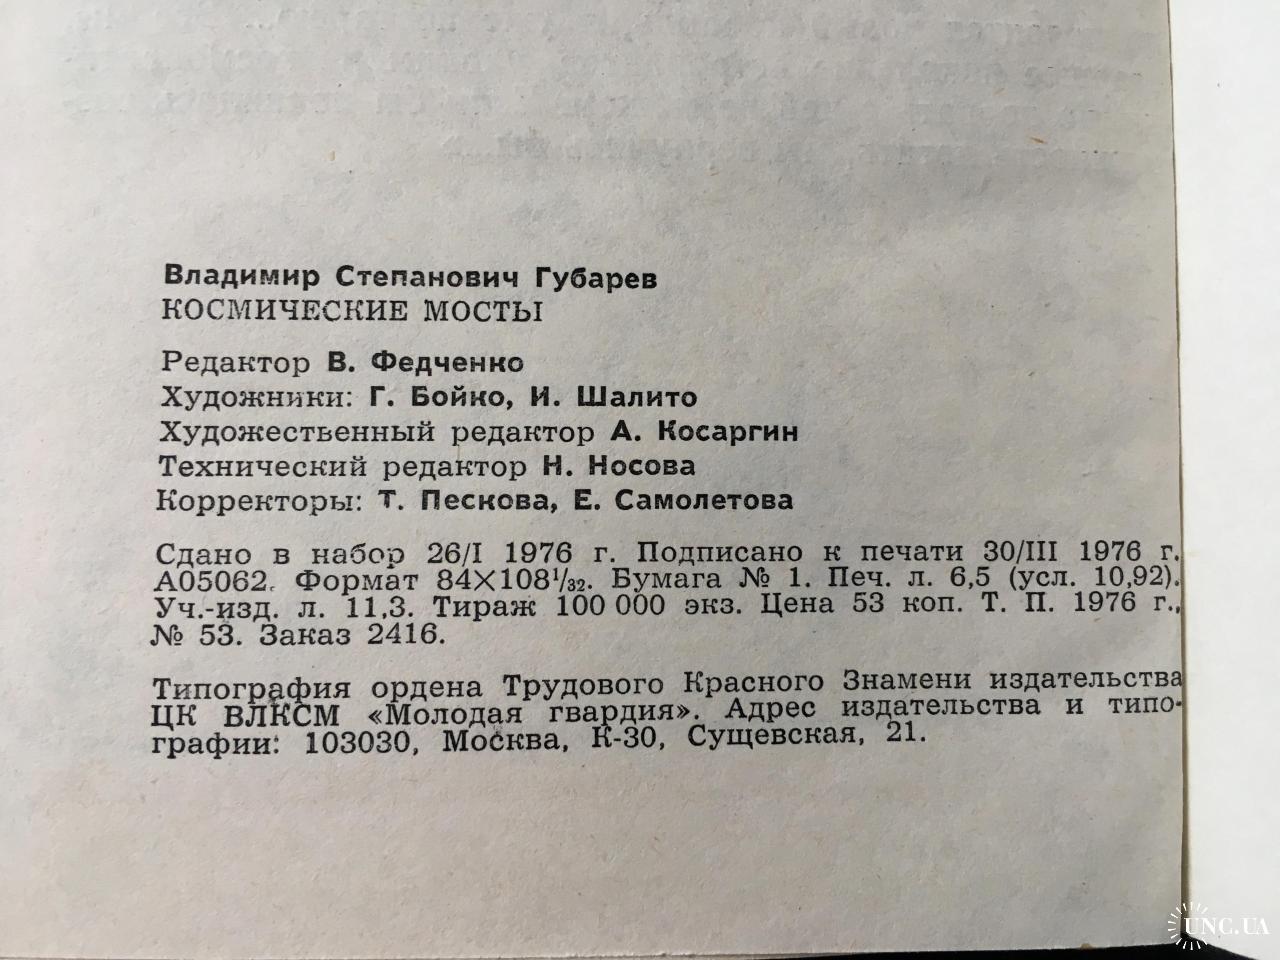 Владимир Степанович Губарев
КОСМИЧЕСКИЕ МОСТЫ
Редактор В. Федченко
Художники: Г. Бойко, И. Шалито
Художественный редактор А. Косаргин
Технический редактор Н. Носова
Корректоры: Т. Пескова, Е. Самолетова
Сдано в набор 26/I 1976 г. Подписано к печати 30/III 1976 г.
А05062. Формат 84×108¹/₃₂. Бумага № 1. Печ. л. 6,5 (усл. 10,92).
Уч.-изд. л. 11,3. Тираж 100 000 экз. Цена 53 коп. Т. П. 1976 г.,
№ 53. Заказ 2416.
Типография ордена Трудового Красного Знамени издательства
ЦК ВЛКСМ «Молодая гвардия». Адрес издательства и типо-
графии: 103030, Москва, К-30, Сущевская, 21.
UNC.UA